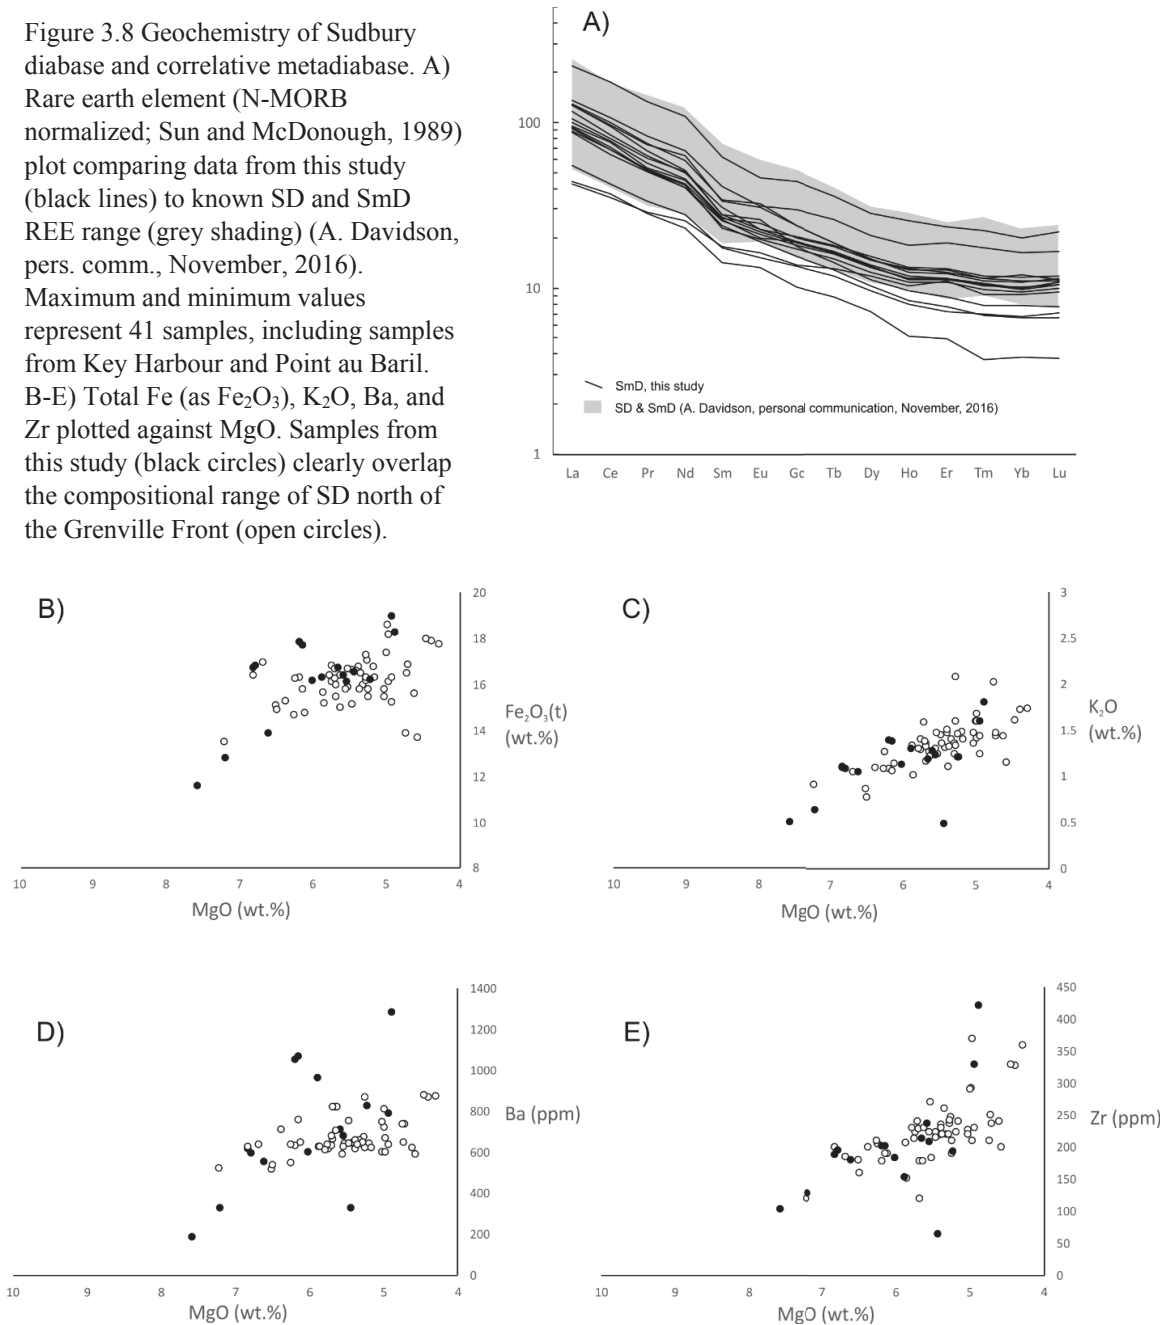 Figure 3.8 Geochemistry of Sudbury
diabase and correlative metadiabase. A)
Rare earth element (N-MORB
normalized; Sun and McDonough, 1989)
plot comparing data from this study
(black lines) to known SD and SmD
REE range (grey shading) (A. Davidson,
pers. comm., November, 2016).
Maximum and minimum values
represent 41 samples, including samples
from Key Harbour and Point au Baril.
B-E) Total Fe (as Fe₂O₃), K₂O, Ba, and
Zr plotted against MgO. Samples from
this study (black circles) clearly overlap
the compositional range of SD north of
the Grenville Front (open circles).
A)
100
10
1
SmD, this study
SD & SmD (A. Davidson, personal communication, November, 2016)
La Ce Pr Nd Sm Eu Gd Tb Dy Ho Er Tm Yb Lu
B)
20
18
16
14
12
10
8
Fe₂O₃(t)
(wt.%)
10 9 8 7 6 5 4
MgO (wt.%)
C)
3
2.5
2
1.5
1
0.5
0
K₂O
(wt.%)
10 9 8 7 6 5 4
MgO (wt.%)
D)
1400
1200
1000
800
600
400
200
0
Ba (ppm)
10 9 8 7 6 5 4
MgO (wt.%)
E)
450
400
350
300
250
200
150
100
50
0
Zr (ppm)
10 9 8 7 6 5 4
MgO (wt.%)